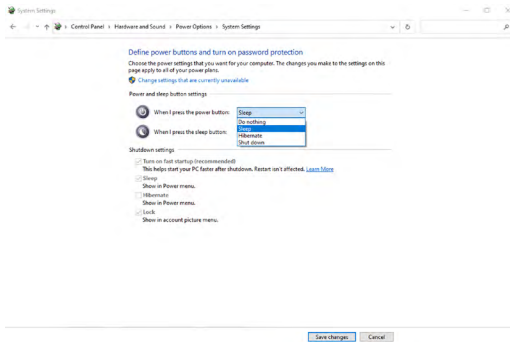 System Settings
Control Panel › Hardware and Sound › Power Options › System Settings
Define power buttons and turn on password protection
Choose the power settings that you want for your computer. The changes you make to the settings on this
page apply to all of your power plans.
Change settings that are currently unavailable
Power and sleep button settings
When I press the power button: Sleep
Do nothing
When I press the sleep button: Sleep
Hibernate
Shut down
Shutdown settings
Turn on fast startup (recommended)
This helps start your PC faster after shutdown. Restart isn't affected. Learn More
Sleep
Show in Power menu.
Hibernate
Show in Power menu.
Lock
Show in account picture menu.
Save changes Cancel